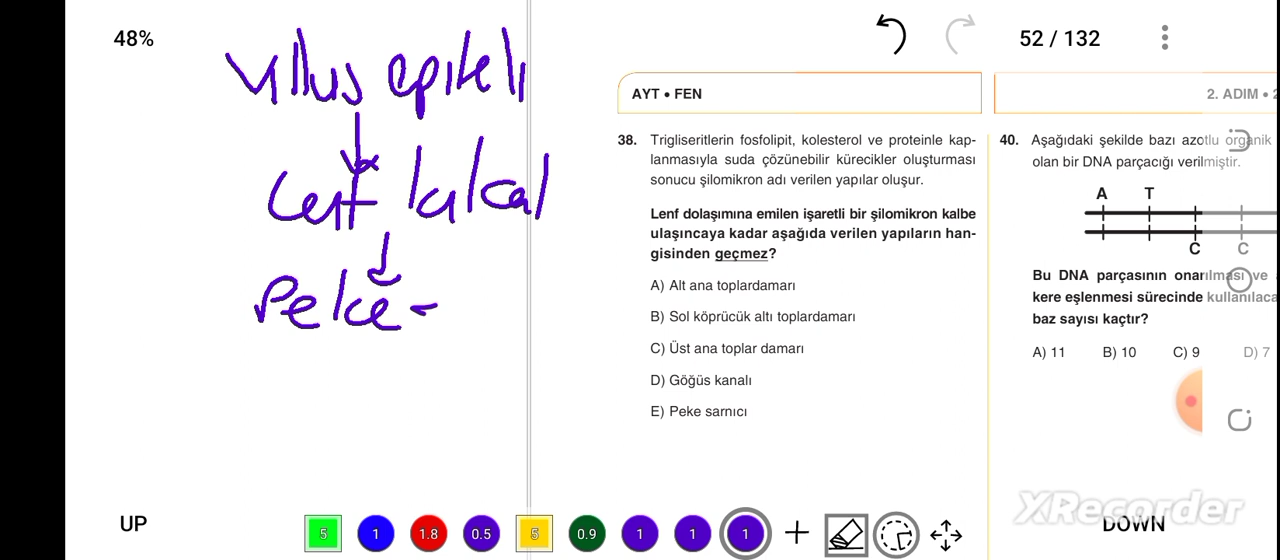 48%
52 / 132
villus epiteli
Lenf kılcal
Peke -
AYT • FEN
38. Trigliseritlerin fosfolipit, kolesterol ve proteinle kap-
lanmasıyla suda çözünebilir kürecikler oluşturması
sonucu şilomikron adı verilen yapılar oluşur.
Lenf dolaşımına emilen işaretli bir şilomikron kalbe
ulaşıncaya kadar aşağıda verilen yapıların han-
gisinden geçmez?
A) Alt ana toplardamarı
B) Sol köprücük altı toplardamarı
C) Üst ana toplar damarı
D) Göğüs kanalı
E) Peke sarnıcı
2. ADIM •
40. Aşağıdaki şekilde bazı azotlu organik
olan bir DNA parçacığı verilmiştir.
A T
C C
Bu DNA parçasının onarılması ve
kere eşlenmesi sürecinde
baz sayısı kaçtır?
A) 11 B) 10 C) 9 D) 7
XRecorder
UP
5 1 1.8 0.5 5 0.9 1 1 1
DOWN